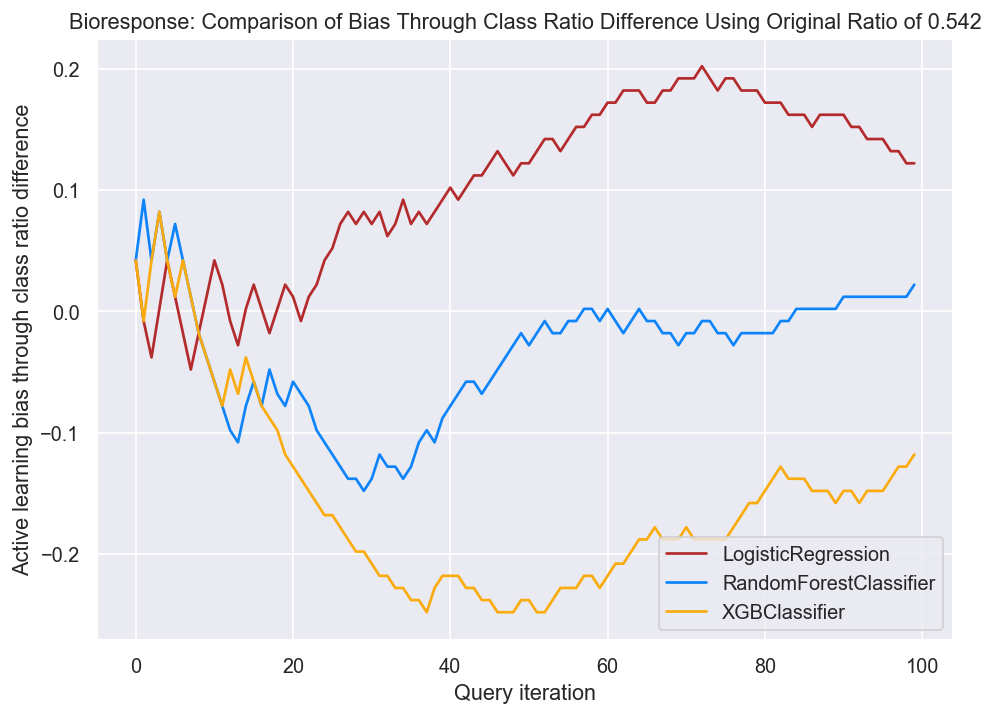 Bioresponse: Comparison of Bias Through Class Ratio Difference Using Original Ratio of 0.542
Active learning bias through class ratio difference
0.2
0.1
0.0
−0.1
−0.2
LogisticRegression
RandomForestClassifier
XGBClassifier
0 20 40 60 80 100
Query iteration